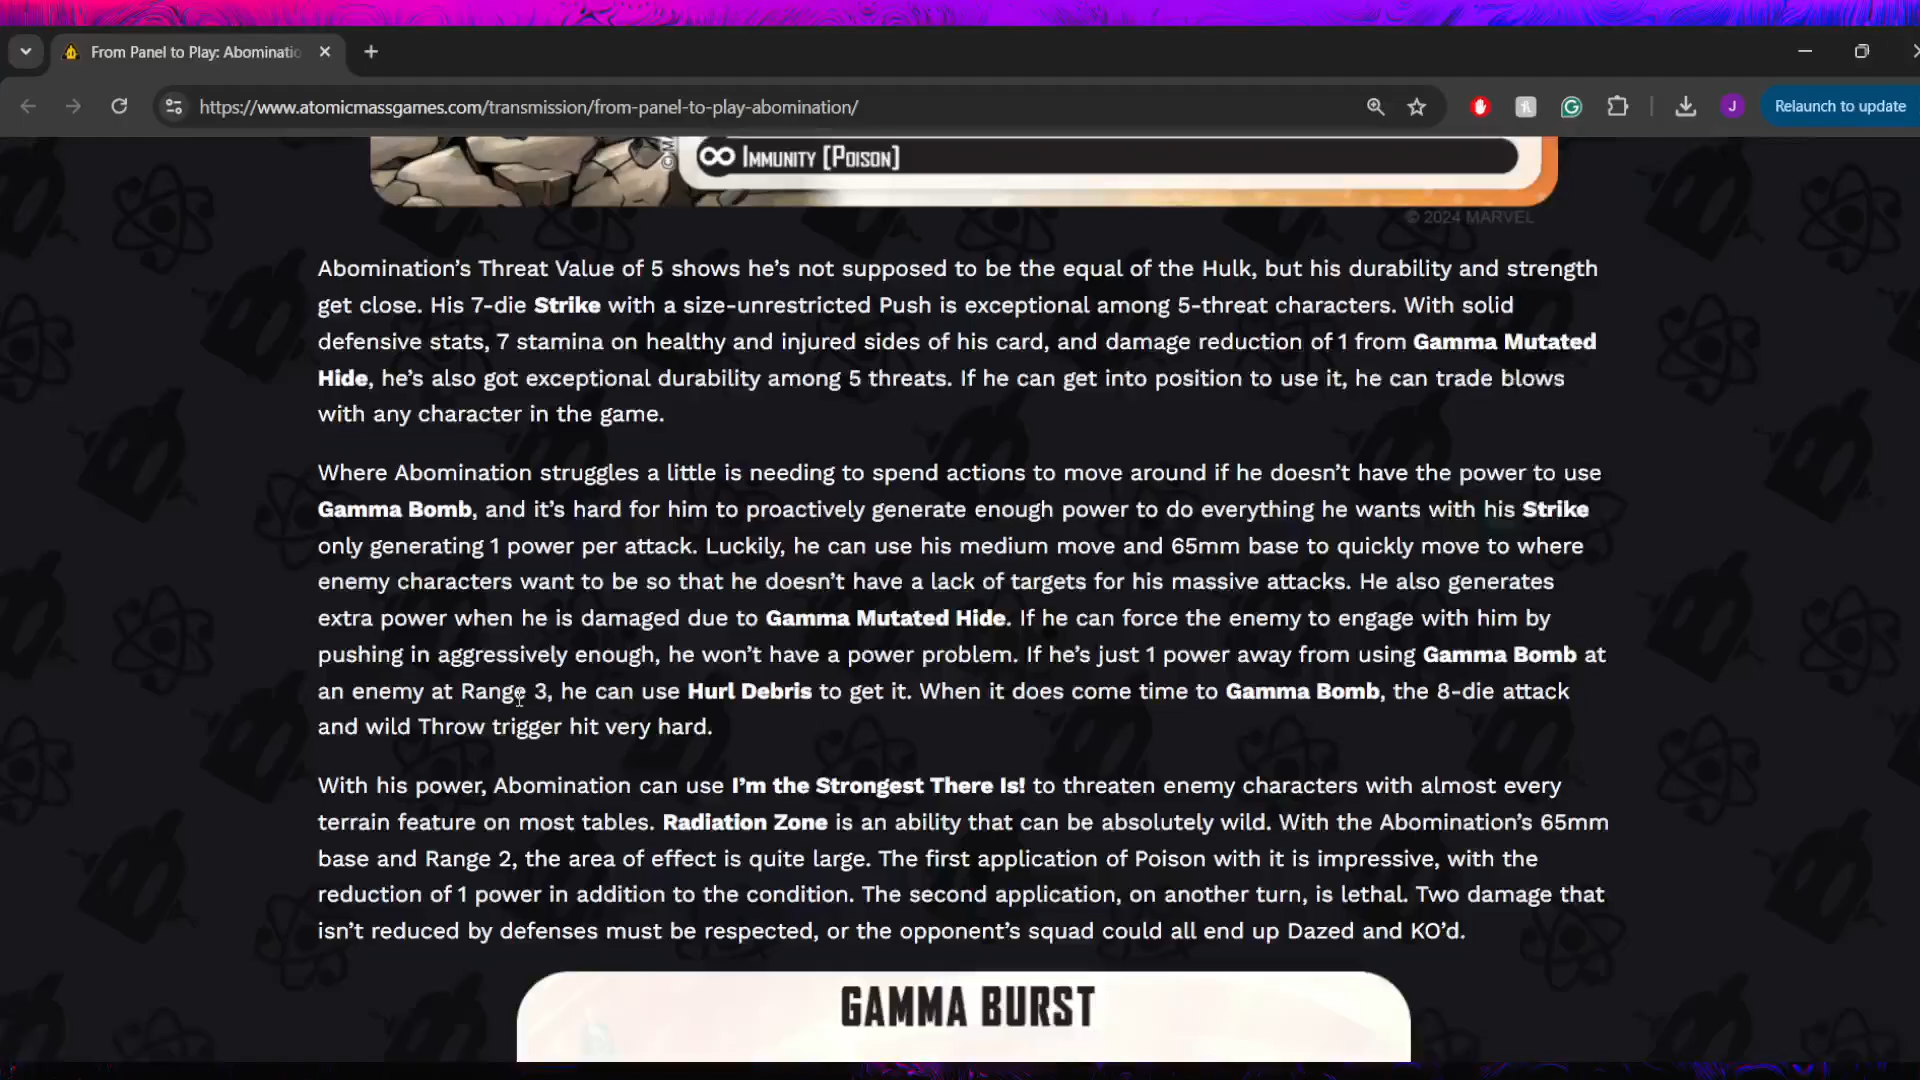 From Panel to Play: Abominatio
https://www.atomicmassgames.com/transmission/from-panel-to-play-abomination/
J
Relaunch to update
IMMUNITY [POISON]
© 2024 MARVEL
Abomination’s Threat Value of 5 shows he’s not supposed to be the equal of the Hulk, but his durability and strength
get close. His 7-die Strike with a size-unrestricted Push is exceptional among 5-threat characters. With solid
defensive stats, 7 stamina on healthy and injured sides of his card, and damage reduction of 1 from Gamma Mutated
Hide, he’s also got exceptional durability among 5 threats. If he can get into position to use it, he can trade blows
with any character in the game.
Where Abomination struggles a little is needing to spend actions to move around if he doesn’t have the power to use
Gamma Bomb, and it’s hard for him to proactively generate enough power to do everything he wants with his Strike
only generating 1 power per attack. Luckily, he can use his medium move and 65mm base to quickly move to where
enemy characters want to be so that he doesn’t have a lack of targets for his massive attacks. He also generates
extra power when he is damaged due to Gamma Mutated Hide. If he can force the enemy to engage with him by
pushing in aggressively enough, he won’t have a power problem. If he’s just 1 power away from using Gamma Bomb at
an enemy at Range 3, he can use Hurl Debris to get it. When it does come time to Gamma Bomb, the 8-die attack
and wild Throw trigger hit very hard.
With his power, Abomination can use I’m the Strongest There Is! to threaten enemy characters with almost every
terrain feature on most tables. Radiation Zone is an ability that can be absolutely wild. With the Abomination’s 65mm
base and Range 2, the area of effect is quite large. The first application of Poison with it is impressive, with the
reduction of 1 power in addition to the condition. The second application, on another turn, is lethal. Two damage that
isn’t reduced by defenses must be respected, or the opponent’s squad could all end up Dazed and KO’d.
GAMMA BURST